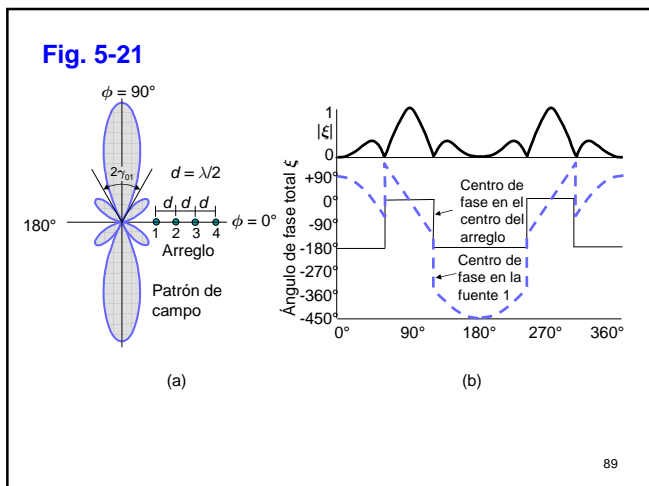 Fig. 5-21
ϕ = 90°
2γ01
d = λ/2
d d d
180°
ϕ = 0°
1 2 3 4
Arreglo
Patrón de
campo
(a)
1
|ξ|
0
Ángulo de fase total ξ
+90°
0°
-90°
-180°
-270°
-360°
-450°
Centro de
fase en el
centro del
arreglo
Centro de
fase en la
fuente 1
0° 90° 180° 270° 360°
(b)
89